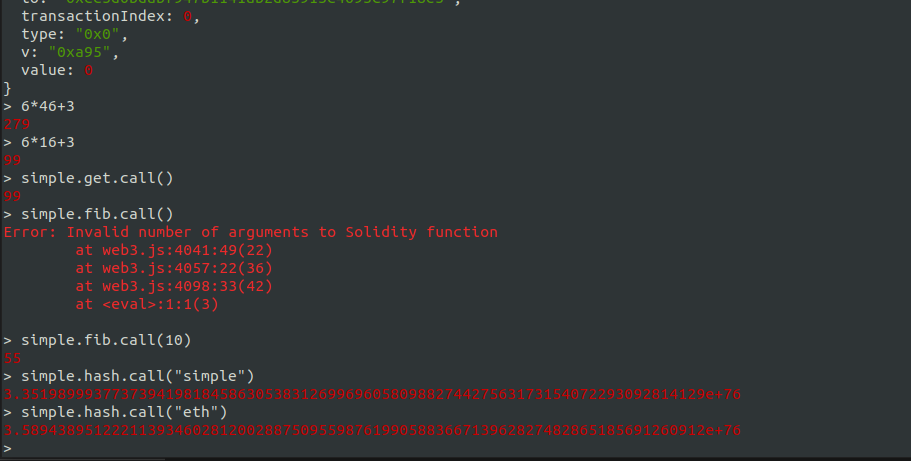 transactionIndex: 0,
type: "0x0",
v: "0xa95",
value: 0
}
> 6*46+3
279
> 6*16+3
99
> simple.get.call()
99
> simple.fib.call()
Error: Invalid number of arguments to Solidity function
at web3.js:4041:49(22)
at web3.js:4057:22(36)
at web3.js:4098:33(42)
at <eval>:1:1(3)
> simple.fib.call(10)
55
> simple.hash.call("simple")
3.3519899937737394198184586305383126996960580988274427563173154072293092814129e+76
> simple.hash.call("eth")
3.5894389512221139346028120028875095598761990588366713962827482865185691260912e+76
>